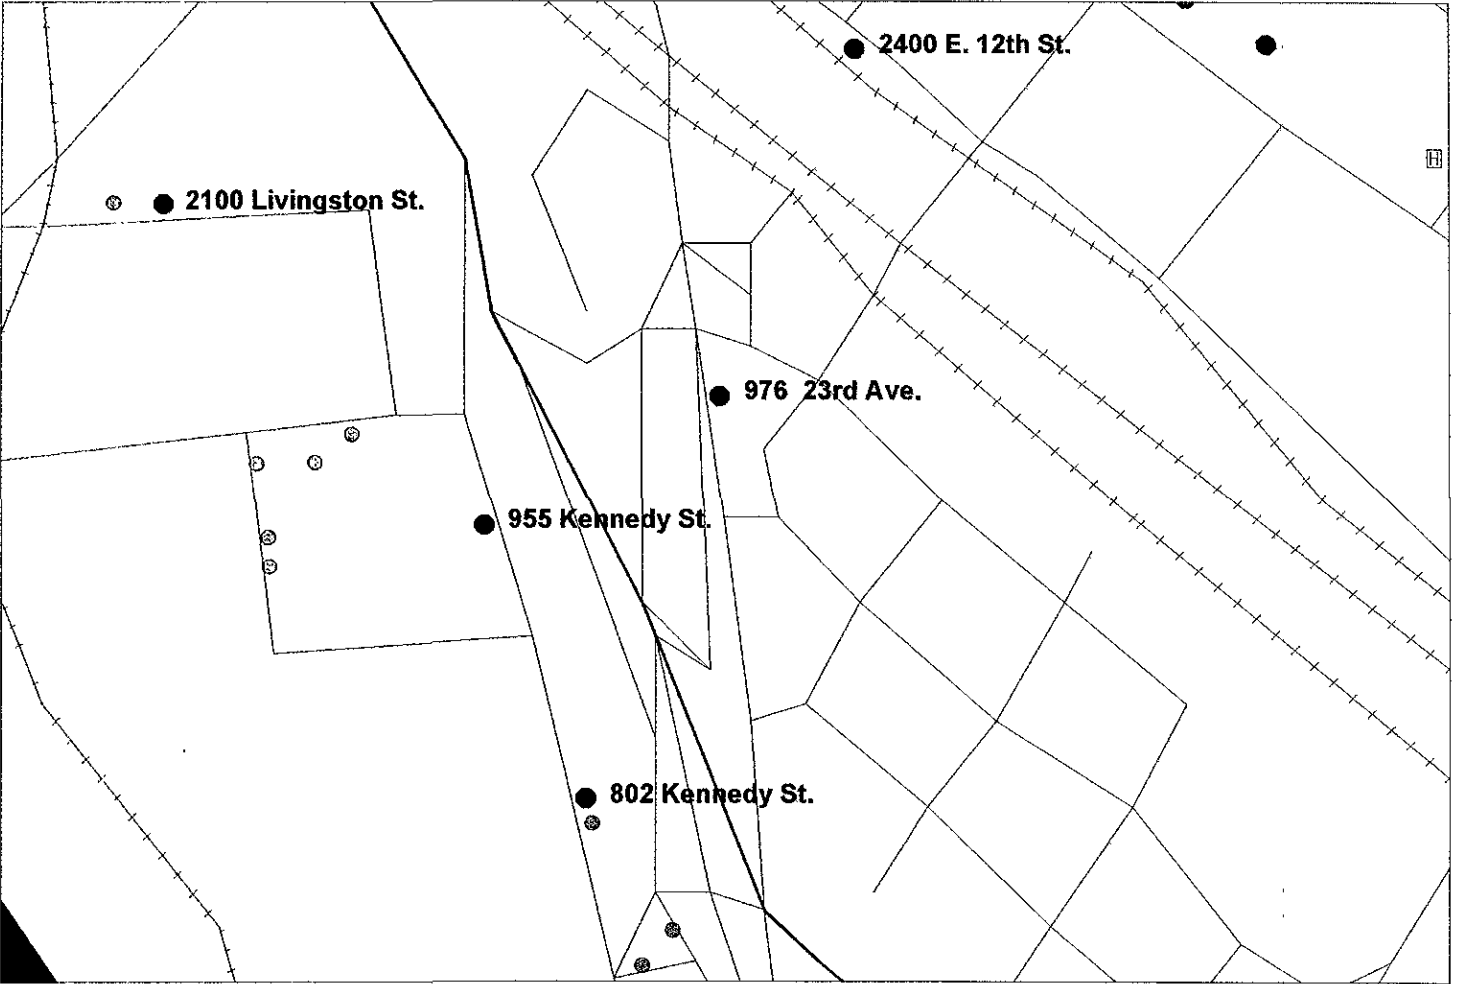 2400 E. 12th St.
H
2100 Livingston St.
976 23rd Ave.
955 Kennedy St.
802 Kennedy St.